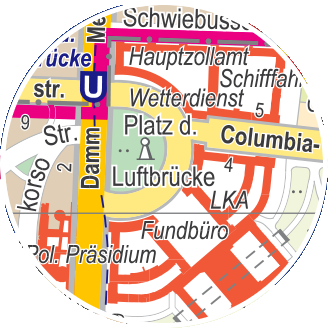 Schwiebusse
Me
Hauptzollamt
rücke
U
Schifffah
str.
Wetterdienst
5
9
Platz d.
Columbia-
Str.
Damm-
4
2
Luftbrücke
korso
LKA
Fundbüro
Pol. Präsidium